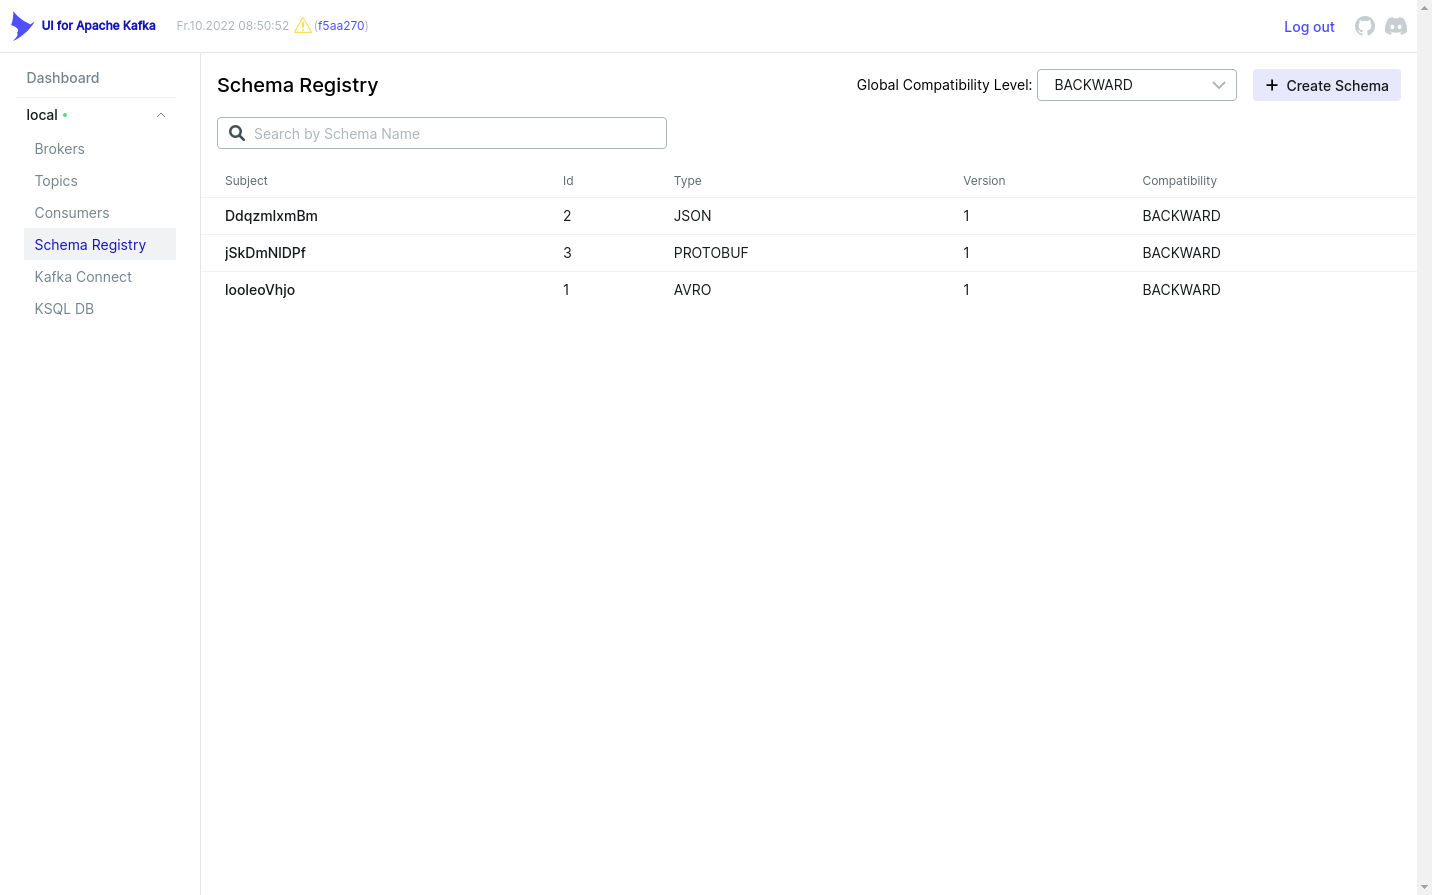 UI for Apache Kafka
Fr.10.2022 08:50:52
(f5aa270)
Log out
Dashboard
local
Brokers
Topics
Consumers
Schema Registry
Kafka Connect
KSQL DB
Schema Registry
Global Compatibility Level:
BACKWARD
Create Schema
Search by Schema Name
Subject Id Type Version Compatibility
DdqzmlxmBm 2 JSON 1 BACKWARD
jSkDmNIDPf 3 PROTOBUF 1 BACKWARD
looleoVhjo 1 AVRO 1 BACKWARD